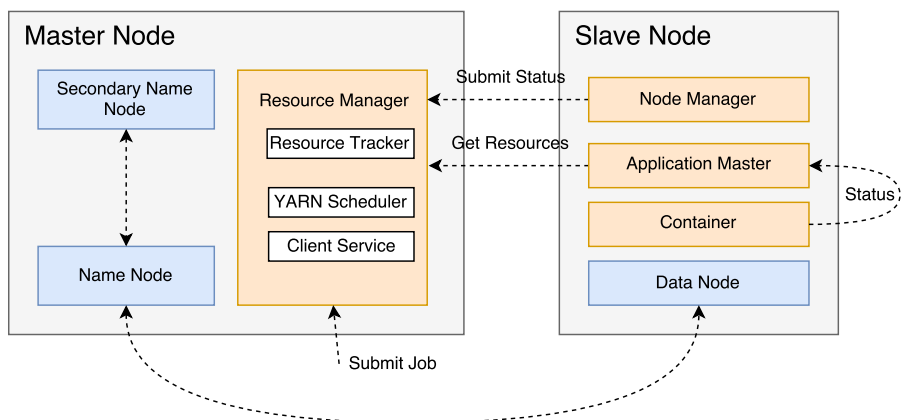 Master Node
Secondary Name
Node
Name Node
Resource Manager
Resource Tracker
YARN Scheduler
Client Service
Submit Job
Submit Status
Get Resources
Slave Node
Node Manager
Application Master
Status
Container
Data Node